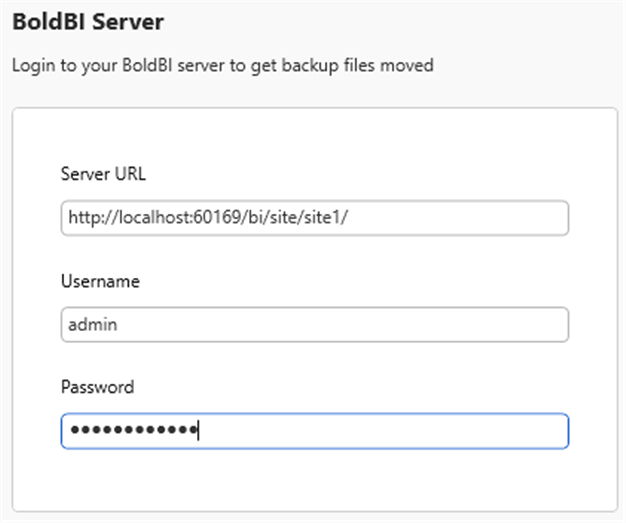 BoldBI Server
Login to your BoldBI server to get backup files moved
Server URL
http://localhost:60169/bi/site/site1/
Username
admin
Password
••••••••••••